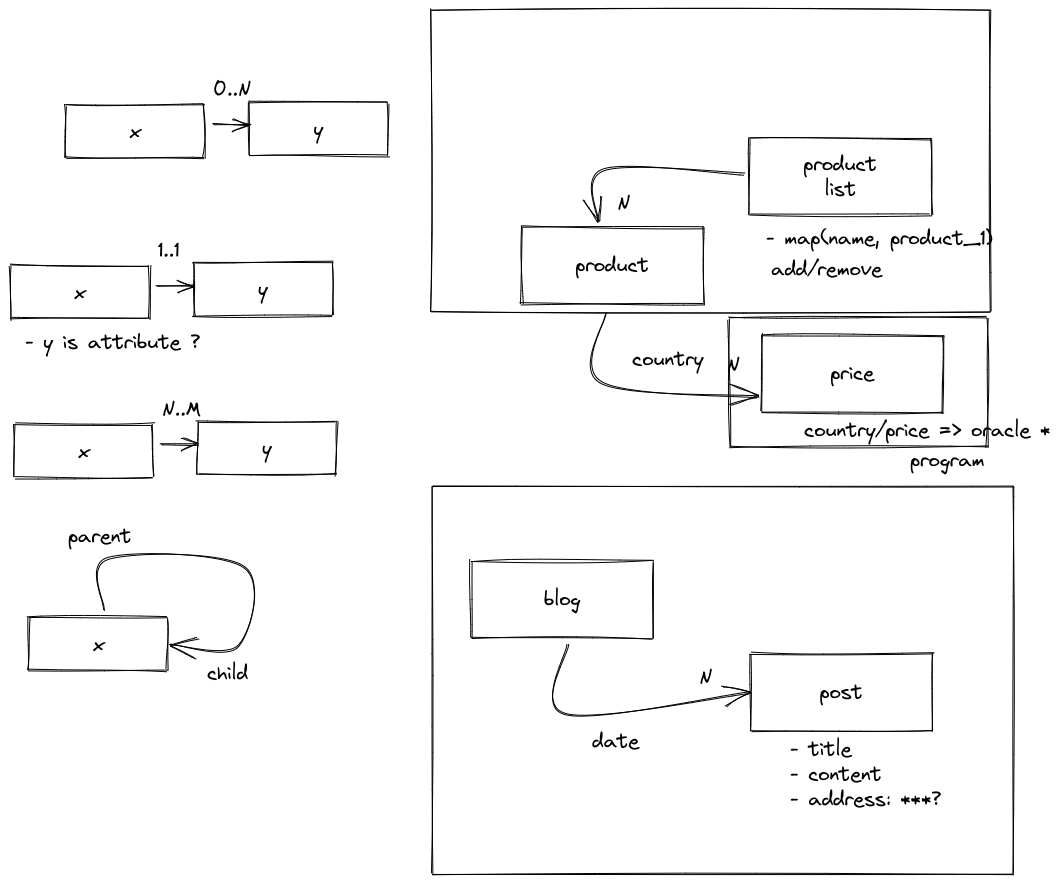 0..N
x
y
1..1
x
y
- y is attribute ?
N..M
x
y
parent
x
child
product
list
N
- map(name, product_1)
add/remove
product
country
N
price
country/price => oracle *
program
blog
N
post
date
- title
- content
- address: ***?